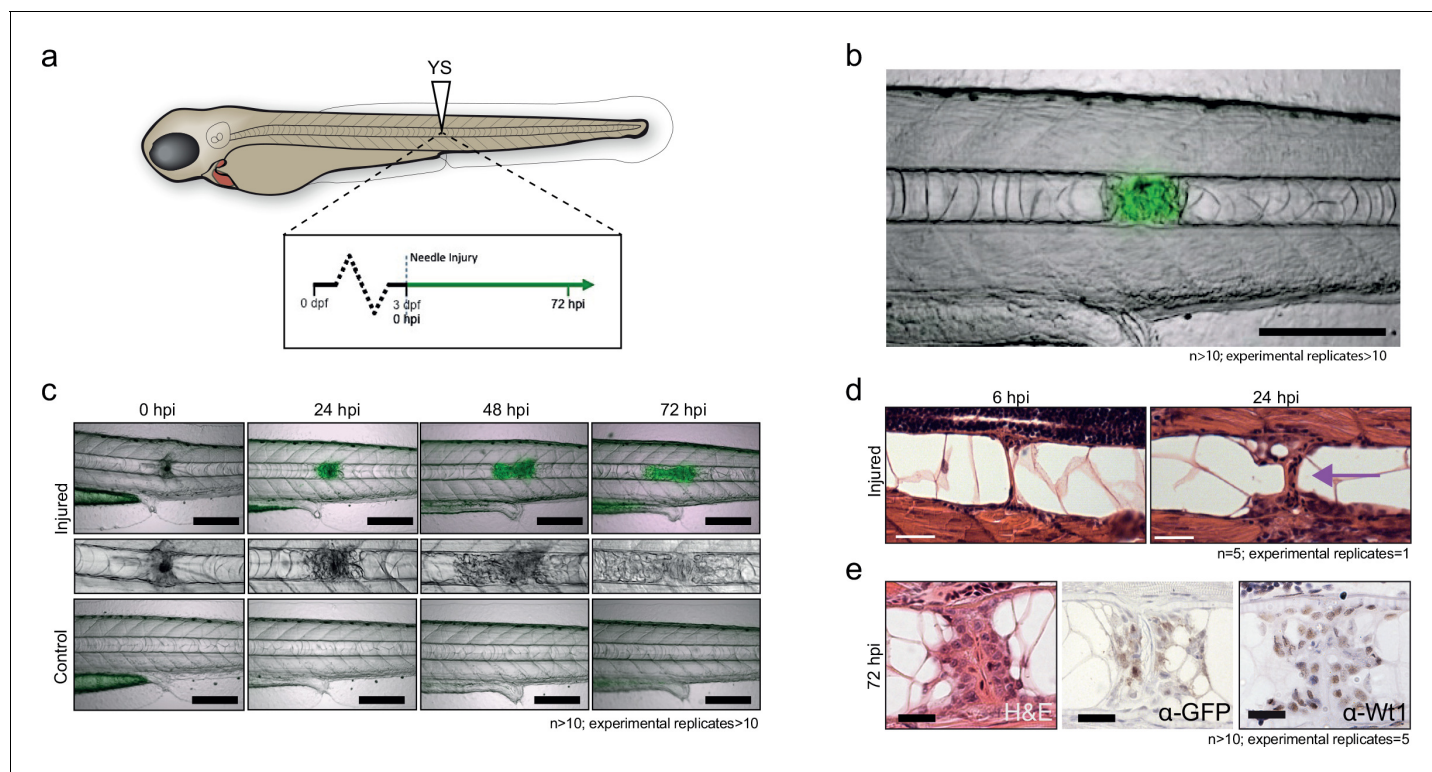 a
YS
Needle Injury
0 dpf
3 dpf
0 hpi
72 hpi
b
n>10; experimental replicates>10
c
0 hpi
24 hpi
48 hpi
72 hpi
Injured
Control
n>10; experimental replicates>10
d
6 hpi
24 hpi
Injured
n=5; experimental replicates=1
e
72 hpi
H&E
α-GFP
α-Wt1
n>10; experimental replicates=5